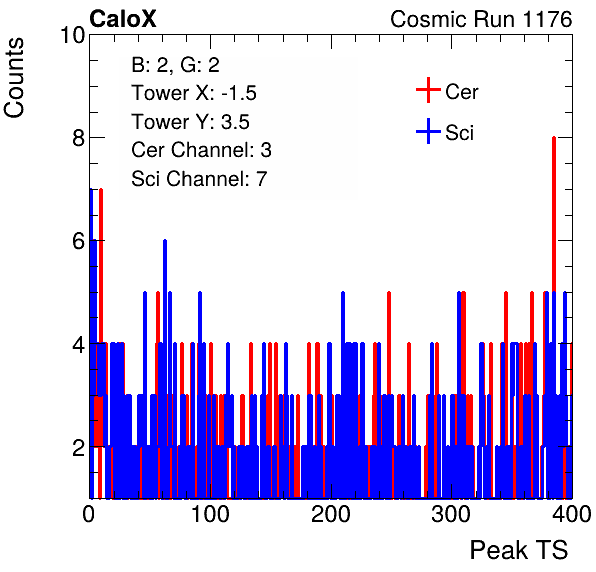 CaloX Cosmic Run 1176
Counts
10
8
6
4
2
B: 2, G: 2
Tower X: -1.5
Tower Y: 3.5
Cer Channel: 3
Sci Channel: 7
Cer
Sci
0 100 200 300 400
Peak TS